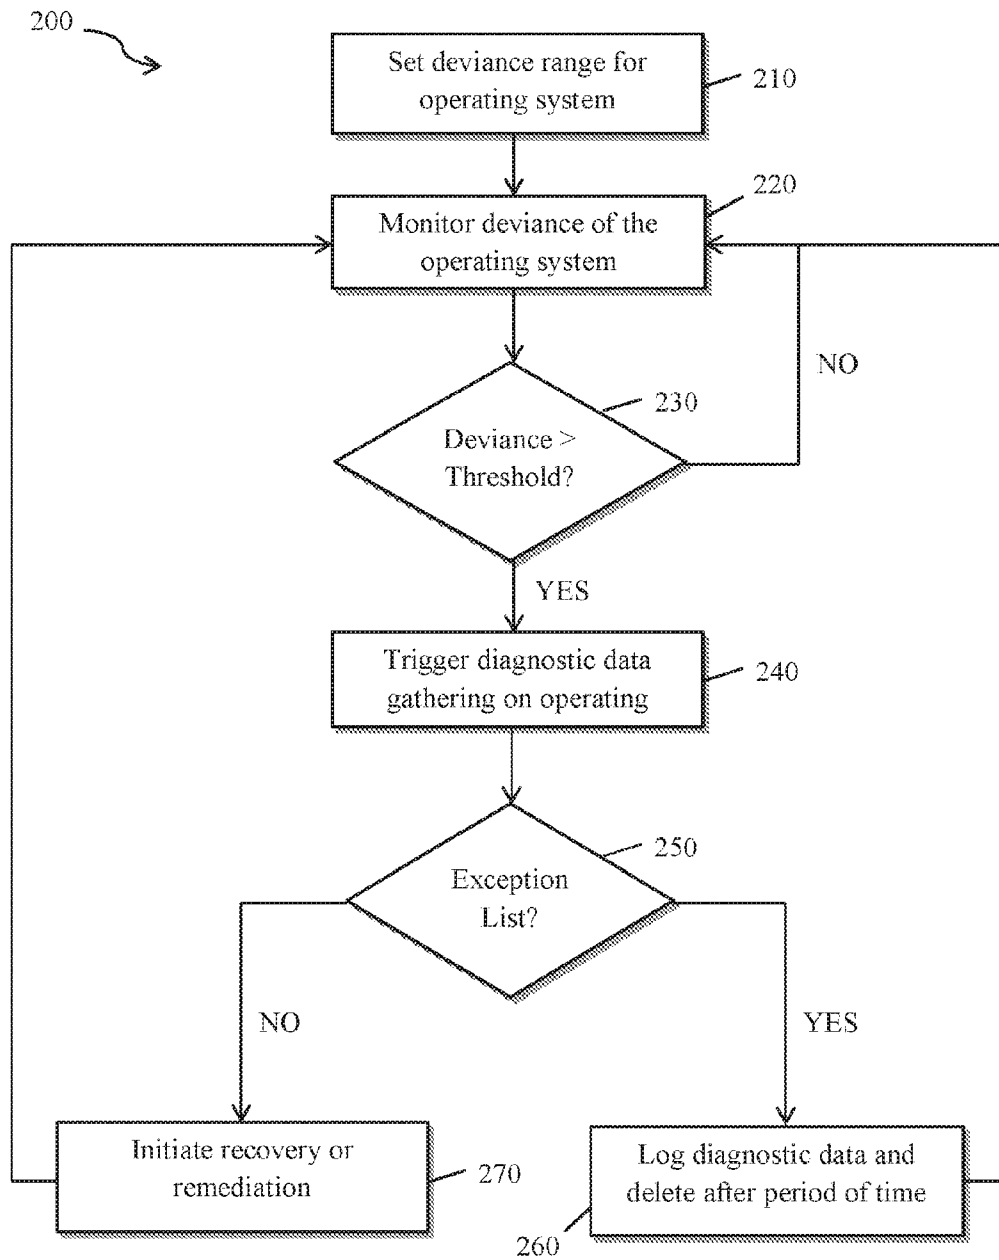 200
Set deviance range for
operating system
210
Monitor deviance of the
operating system
220
NO
Deviance >
Threshold?
230
YES
Trigger diagnostic data
gathering on operating
240
Exception
List?
250
NO
YES
Initiate recovery or
remediation
270
Log diagnostic data and
delete after period of time
260